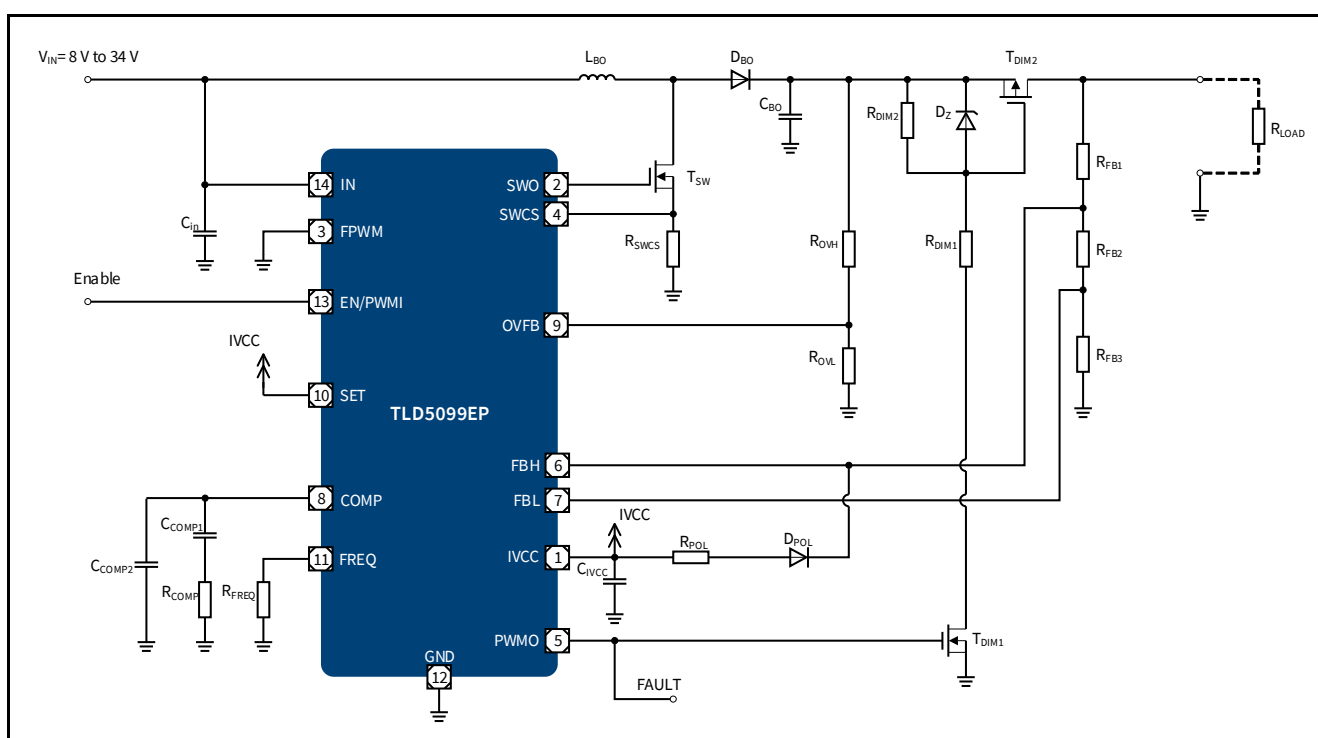 V_IN= 8 V to 34 V
L_BO
D_BO
T_DIM2
C_BO
R_DIM2
D_Z
R_LOAD
R_FB1
14 IN
SWO 2
T_SW
SWCS 4
C_in
3 FPWM
R_SWCS
R_OVH
R_DIM1
R_FB2
Enable
13 EN/PWMI
OVFB 9
IVCC
R_OVL
R_FB3
10 SET
TLD5099EP
FBH 6
8 COMP
FBL 7
C_COMP1
IVCC
R_POL
D_POL
C_COMP2
11 FREQ
IVCC 1
C_IVCC
R_COMP
R_FREQ
PWMO 5
T_DIM1
GND
12
FAULT